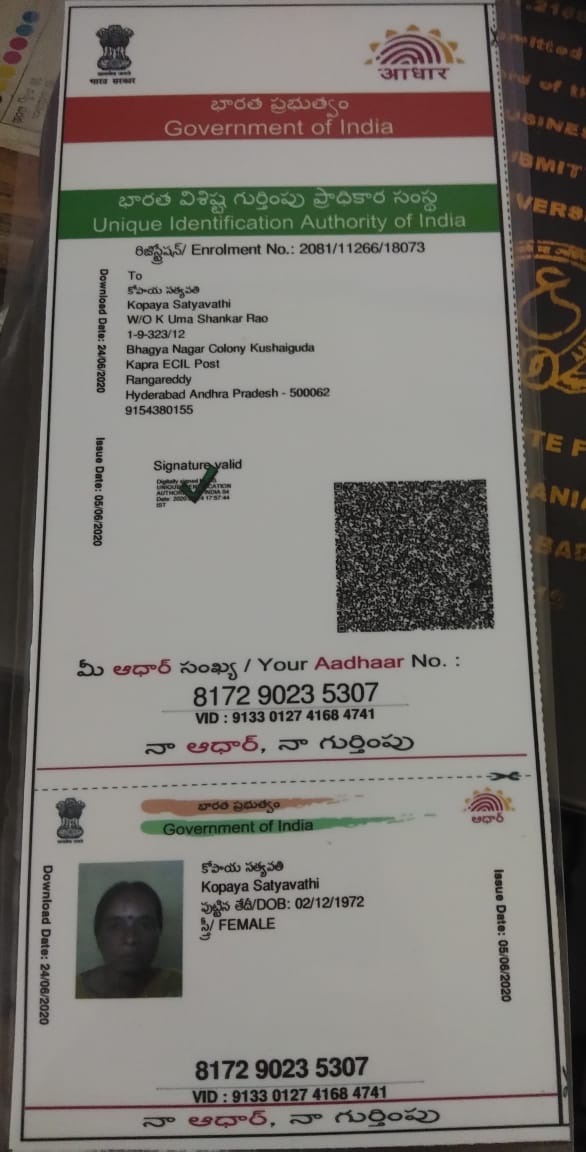 भारत सरकार
आधार
భారత ప్రభుత్వం
Government of India
భారత విశిష్ట గుర్తింపు ప్రాధికార సంస్థ
Unique Identification Authority of India
రిజిస్ట్రేషన్/ Enrolment No.: 2081/11266/18073
Download Date: 24/06/2020
To
కోపాయ సత్యవతి
Kopaya Satyavathi
W/O K Uma Shankar Rao
1-9-323/12
Bhagya Nagar Colony Kushaiguda
Kapra ECIL Post
Rangareddy
Hyderabad Andhra Pradesh - 500062
9154380155
Issue Date: 05/06/2020
Signature valid
Digitally signed
IST
మీ ఆధార్ సంఖ్య / Your Aadhaar No. :
8172 9023 5307
VID : 9133 0127 4168 4741
నా ఆధార్, నా గుర్తింపు
భారత ప్రభుత్వం
Government of India
ఆధార్
Download Date: 24/06/2020
కోపాయ సత్యవతి
Kopaya Satyavathi
పుట్టిన తేదీ/DOB: 02/12/1972
స్త్రీ/ FEMALE
Issue Date: 05/06/2020
8172 9023 5307
VID : 9133 0127 4168 4741
నా ఆధార్, నా గుర్తింపు